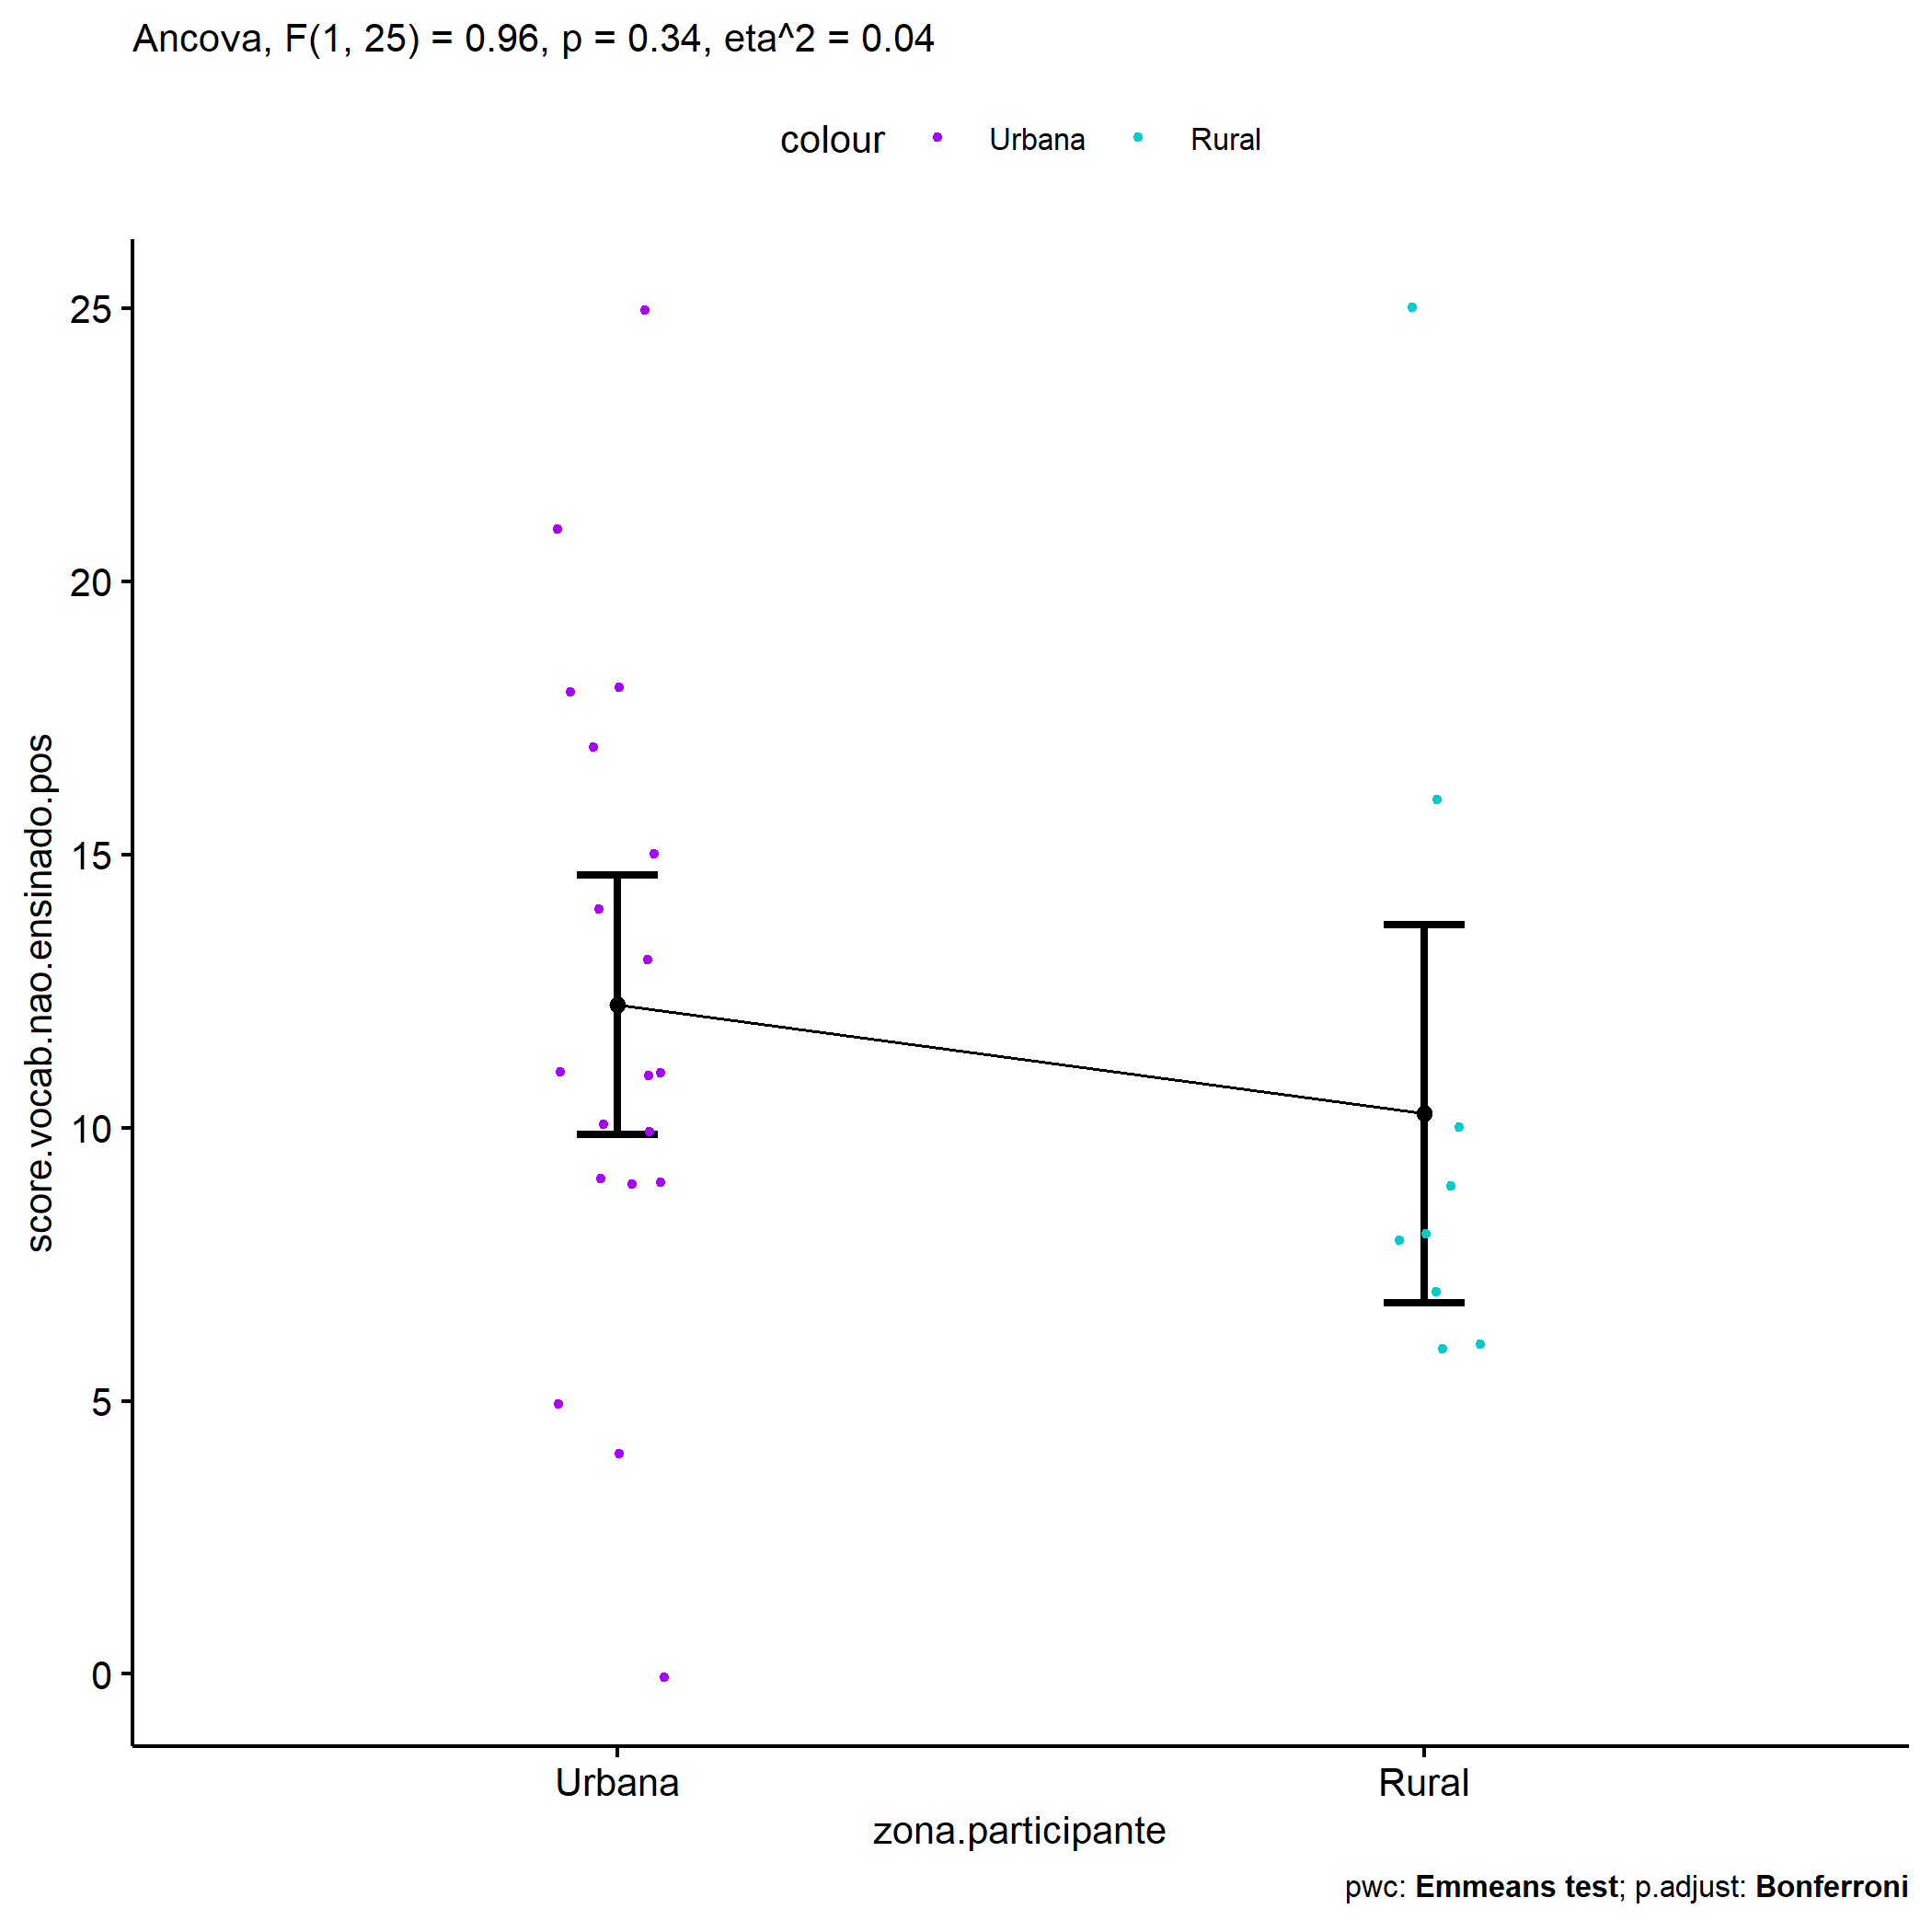 Ancova, F(1, 25) = 0.96, p = 0.34, eta^2 = 0.04
colour Urbana Rural
score.vocab.nao.ensinado.pos
25
20
15
10
5
0
Urbana Rural
zona.participante
pwc: Emmeans test; p.adjust: Bonferroni